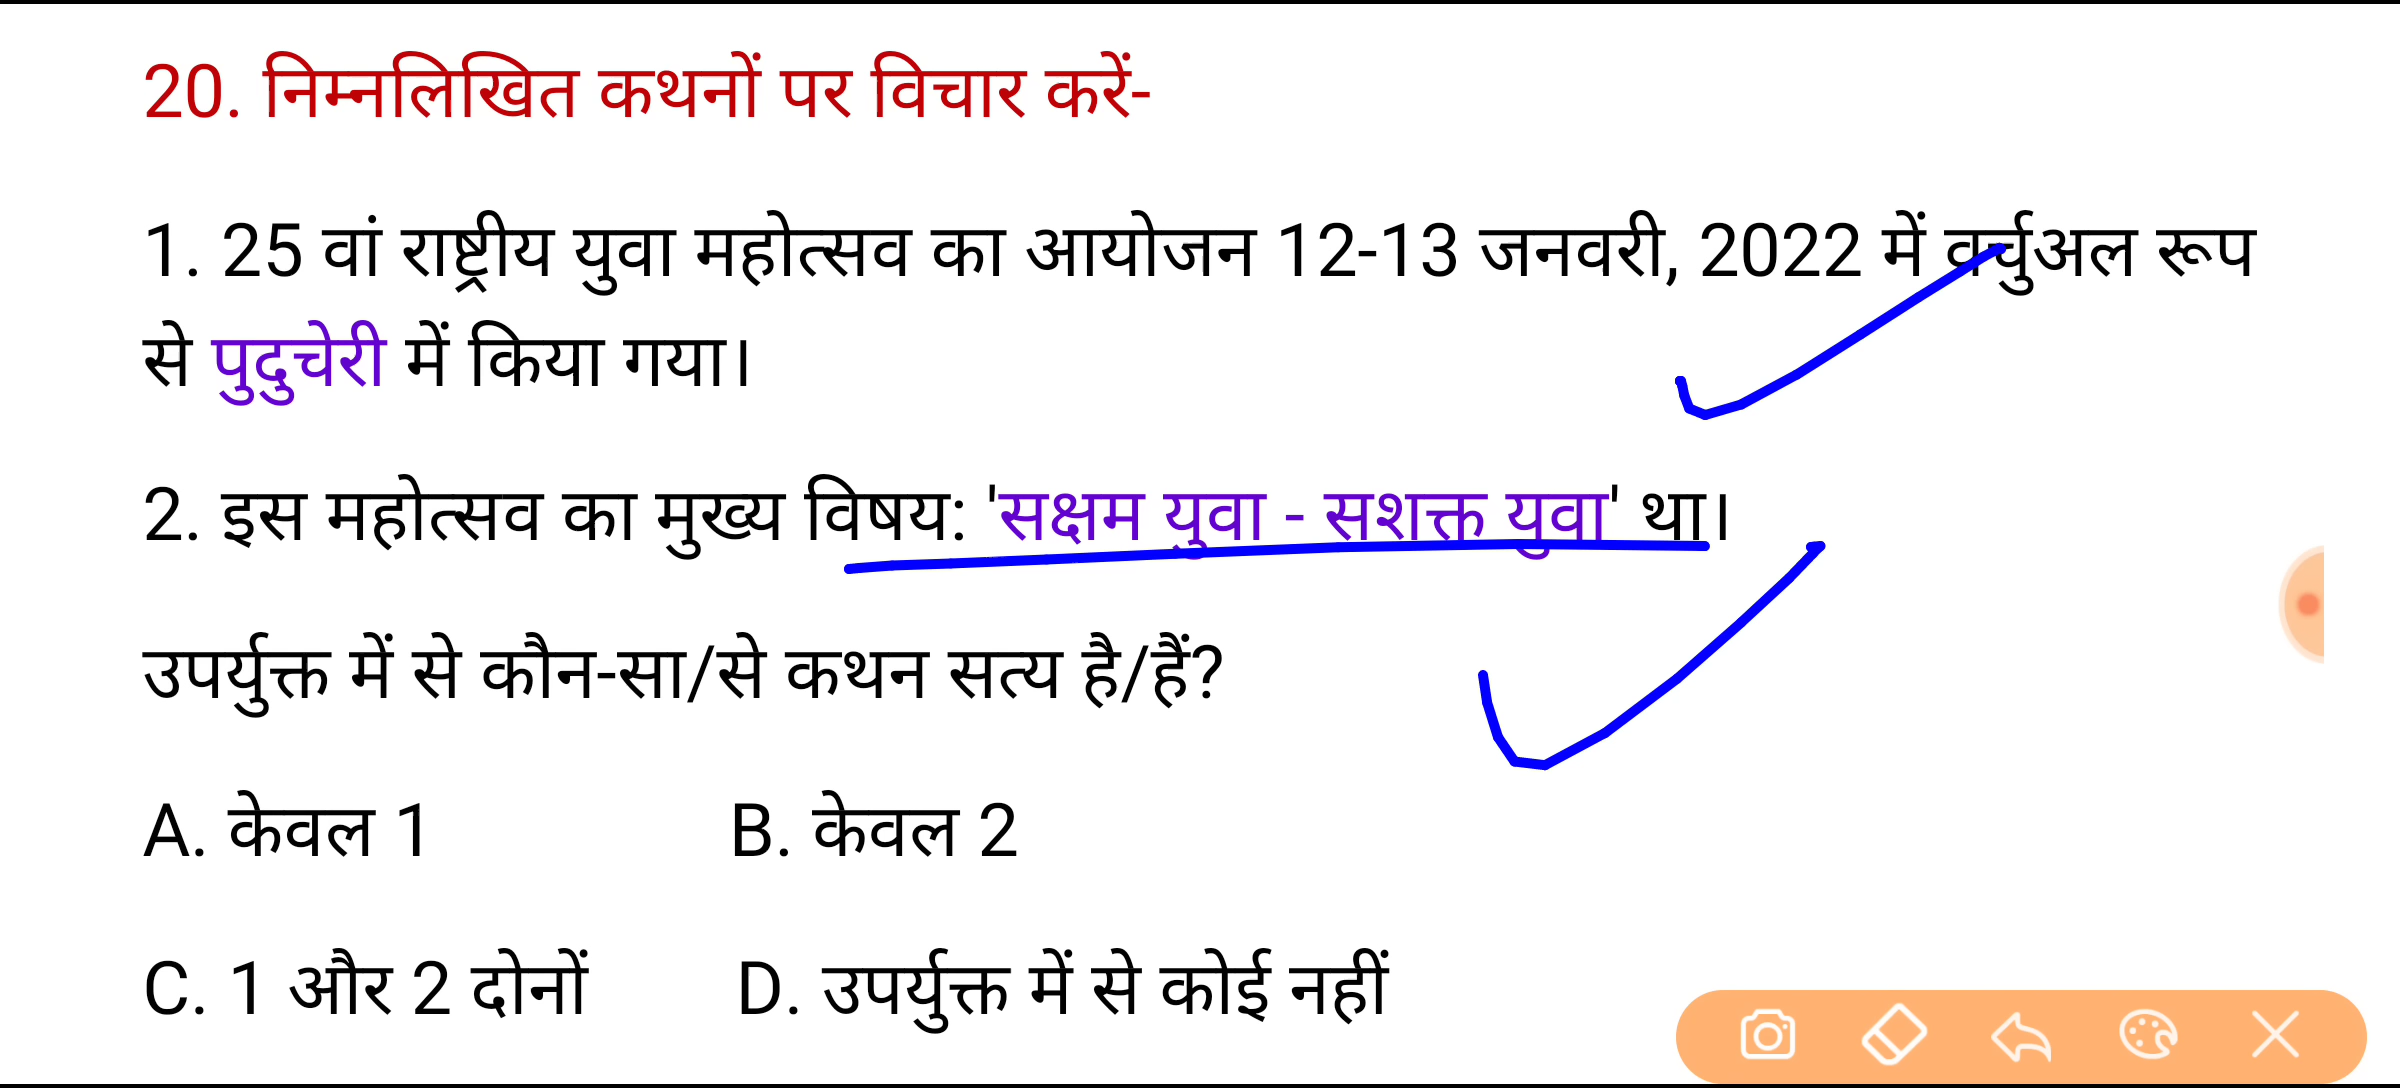 20. निम्नलिखित कथनों पर विचार करें-
1. 25 वां राष्ट्रीय युवा महोत्सव का आयोजन 12-13 जनवरी, 2022 में वर्चुअल रूप
से पुदुचेरी में किया गया।
2. इस महोत्सव का मुख्य विषय: 'सक्षम युवा - सशक्त युवा' था।
उपर्युक्त में से कौन-सा/से कथन सत्य है/हैं?
A. केवल 1 B. केवल 2
C. 1 और 2 दोनों D. उपर्युक्त में से कोई नहीं